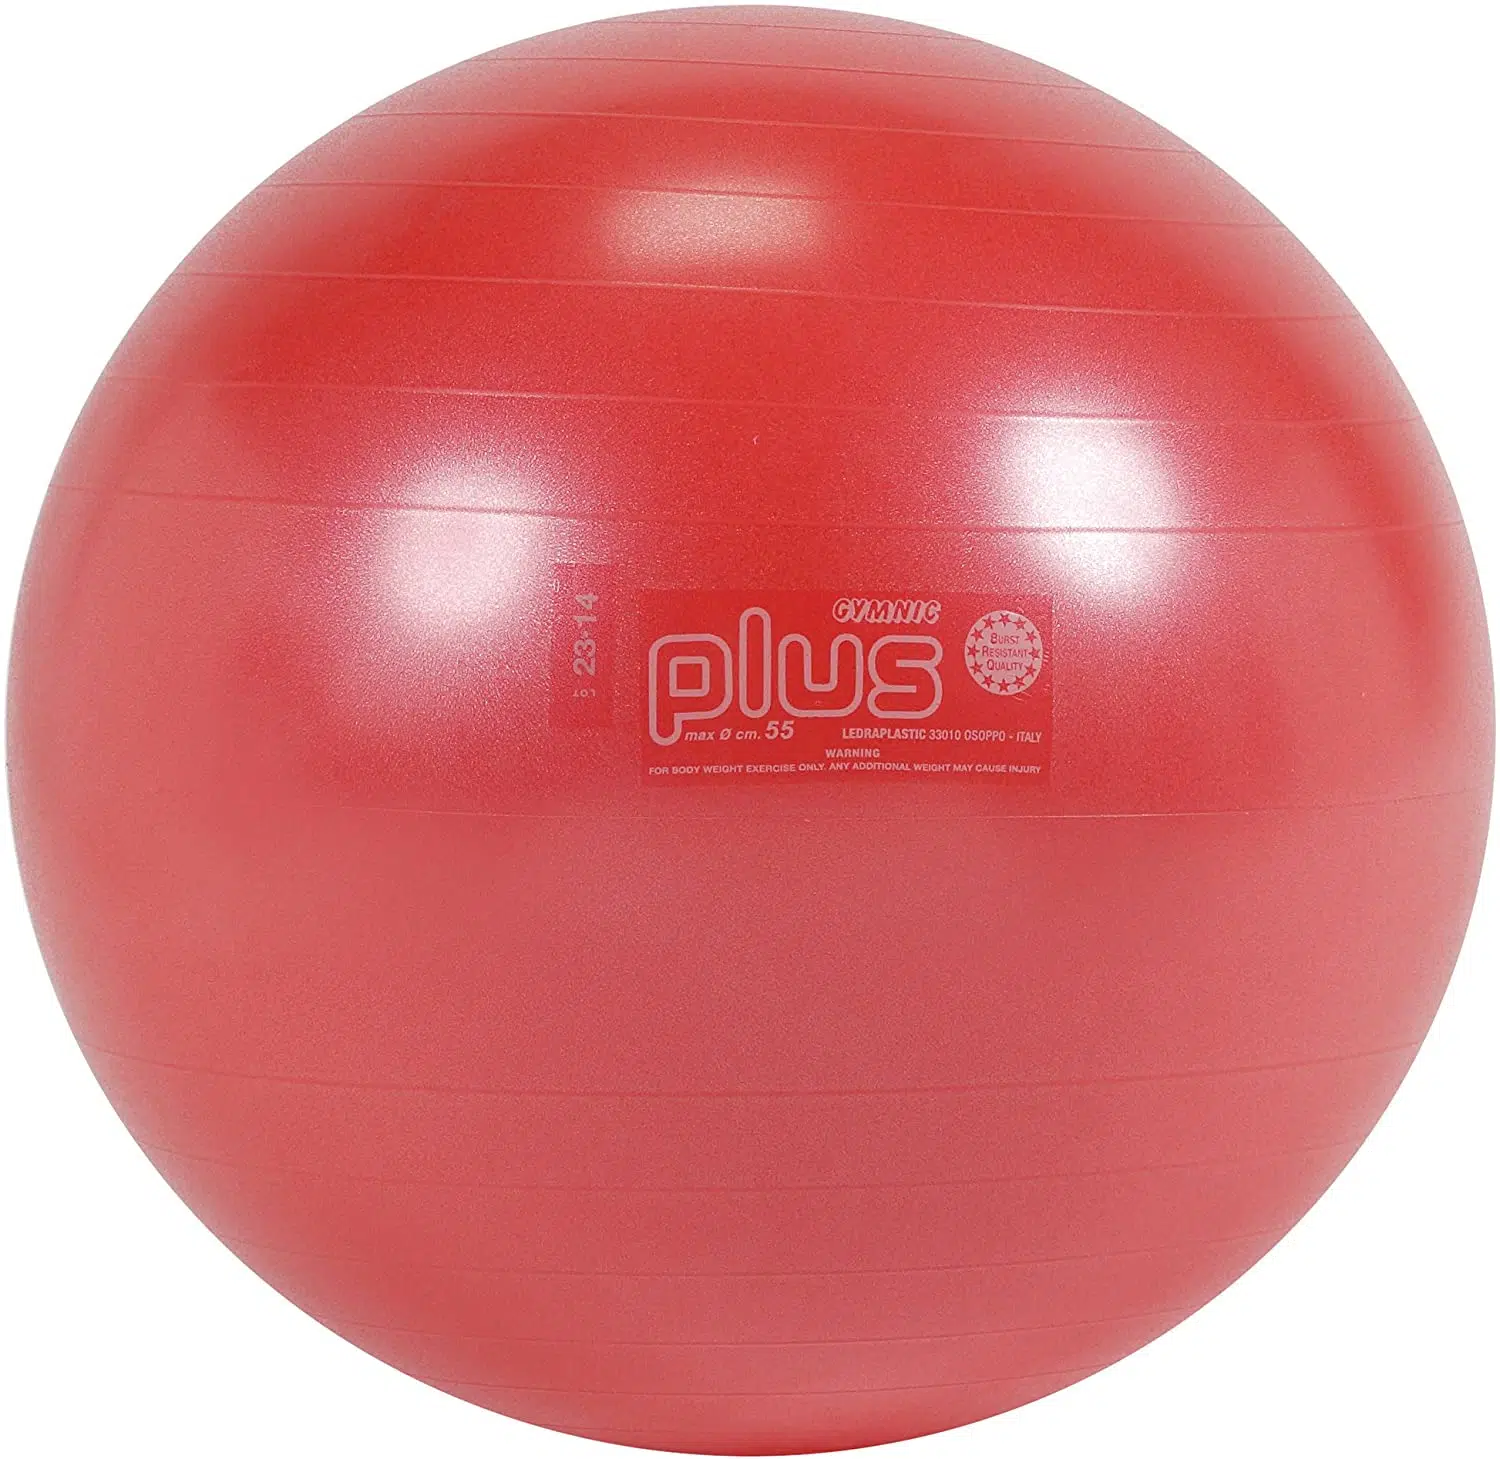 LOT 23-14
GYMNIC
plus
BURST
RESISTANT
QUALITY
max Ø cm. 55
LEDRAPLASTIC 33010 OSOPPO - ITALY
WARNING
FOR BODY WEIGHT EXERCISE ONLY. ANY ADDITIONAL WEIGHT MAY CAUSE INJURY